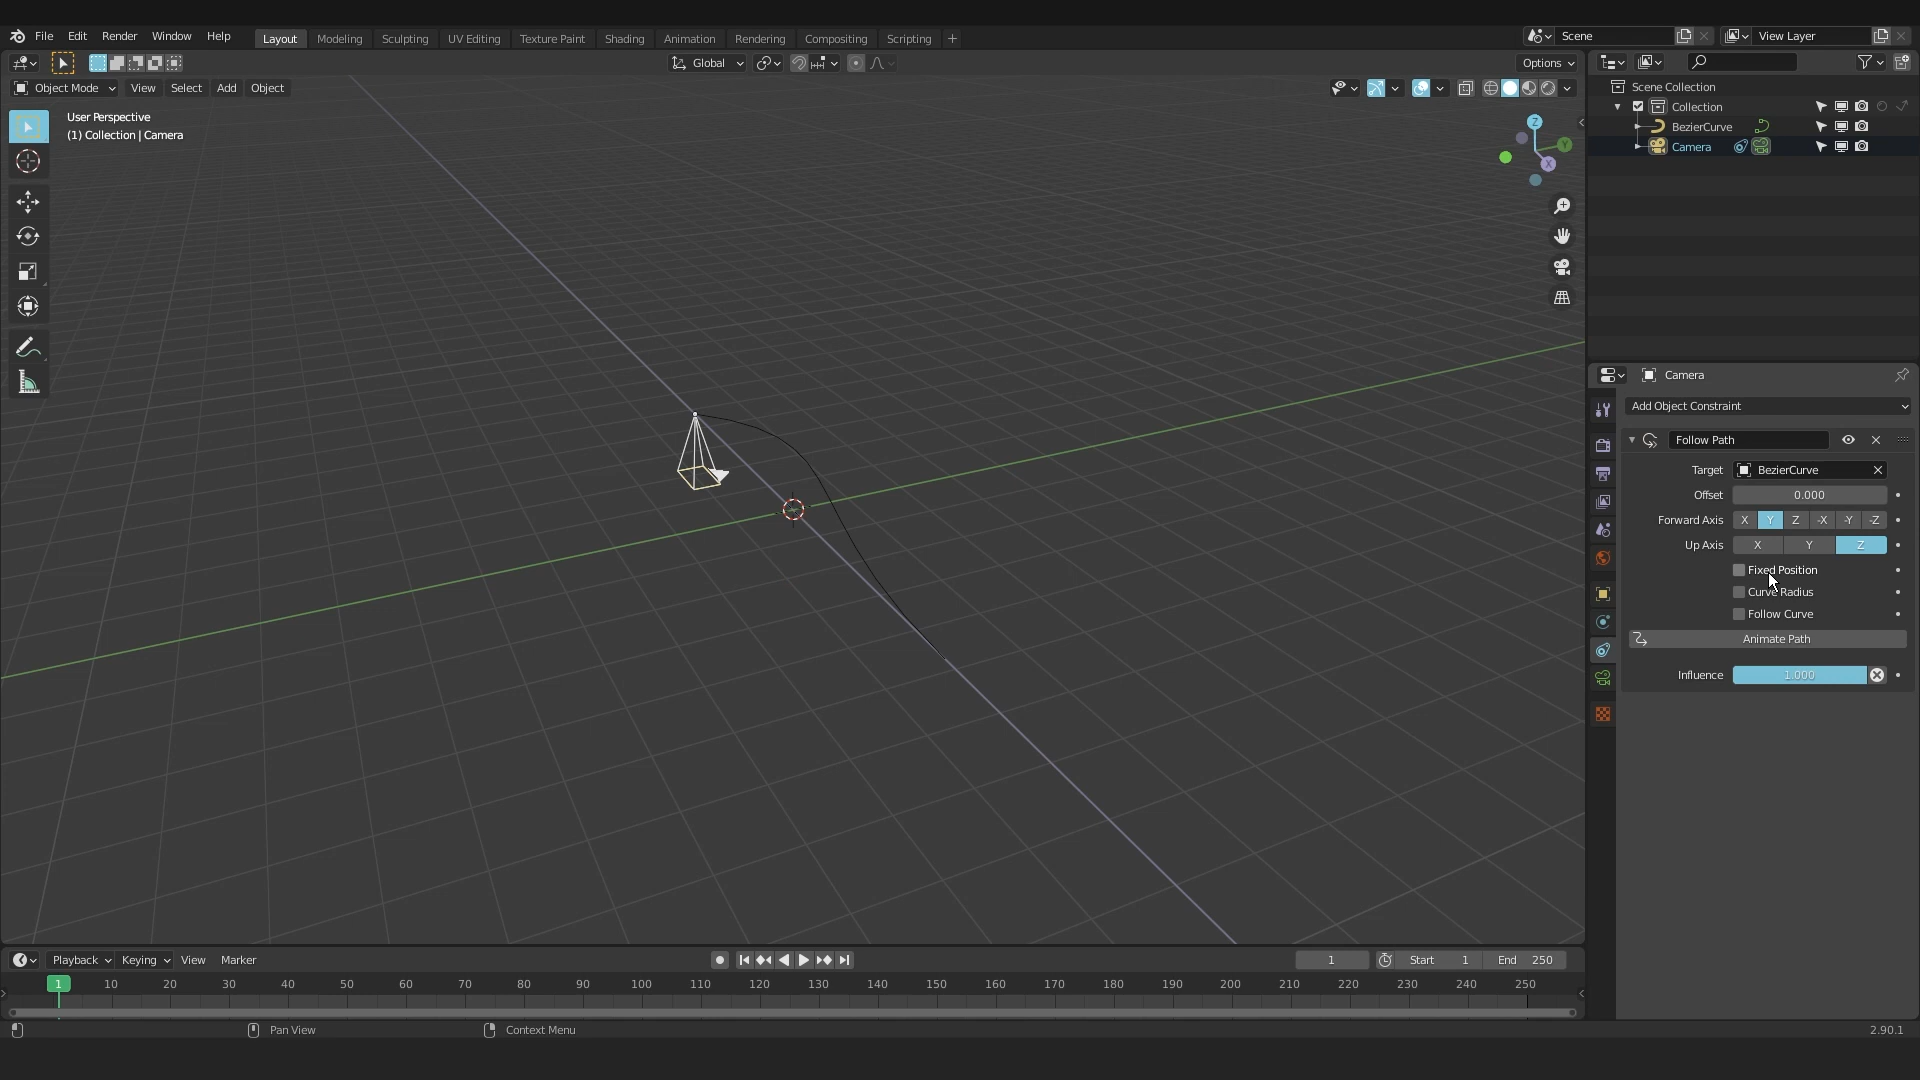 File Edit Render Window Help Layout Modeling Sculpting UV Editing Texture Paint Shading Animation Rendering Compositing Scripting + Scene View Layer
Global Options
Object Mode View Select Add Object
User Perspective
(1) Collection | Camera
Z
Y
X
Scene Collection
Collection
BezierCurve
Camera
Camera
Add Object Constraint
Follow Path
Target BezierCurve
Offset 0.000
Forward Axis X Y Z -X -Y -Z
Up Axis X Y Z
Fixed Position
Curve Radius
Follow Curve
Animate Path
Influence 1.000
Playback Keying View Marker 1 Start 1 End 250
1 10 20 30 40 50 60 70 80 90 100 110 120 130 140 150 160 170 180 190 200 210 220 230 240 250
Pan View Context Menu 2.90.1